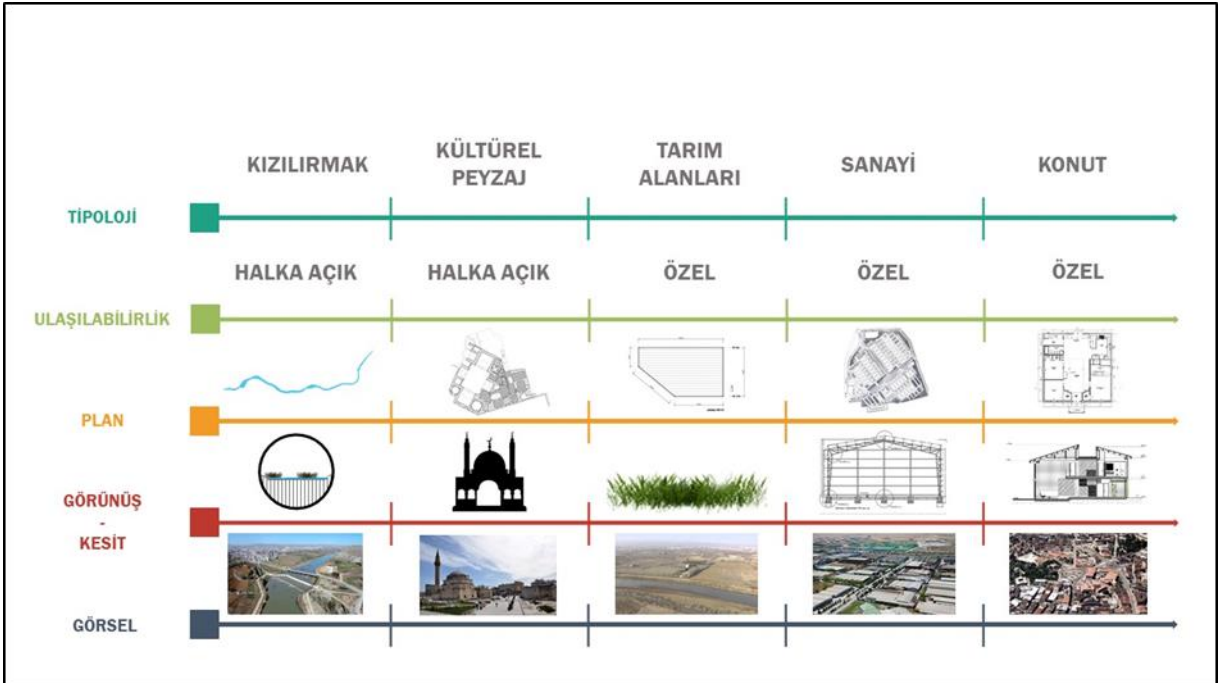 KIZILIRMAK
KÜLTÜREL
PEYZAJ
TARIM
ALANLARI
SANAYİ
KONUT
TİPOLOJİ
HALKA AÇIK
HALKA AÇIK
ÖZEL
ÖZEL
ÖZEL
ULAŞILABİLİRLİK
PLAN
GÖRÜNÜŞ
-
KESİT
GÖRSEL